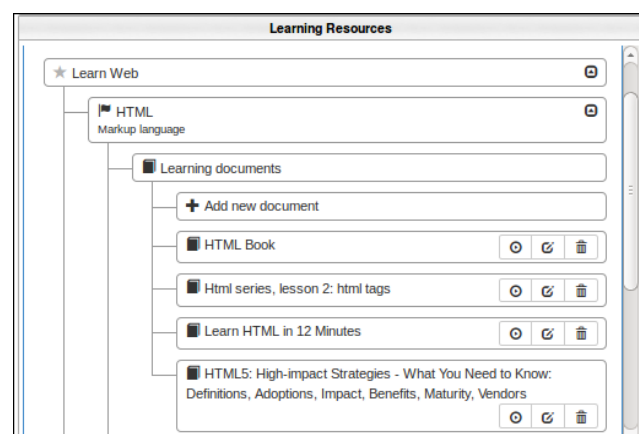 Learning Resources
Learn Web
HTML
Markup language
Learning documents
Add new document
HTML Book
Html series, lesson 2: html tags
Learn HTML in 12 Minutes
HTML5: High-impact Strategies - What You Need to Know:
Definitions, Adoptions, Impact, Benefits, Maturity, Vendors